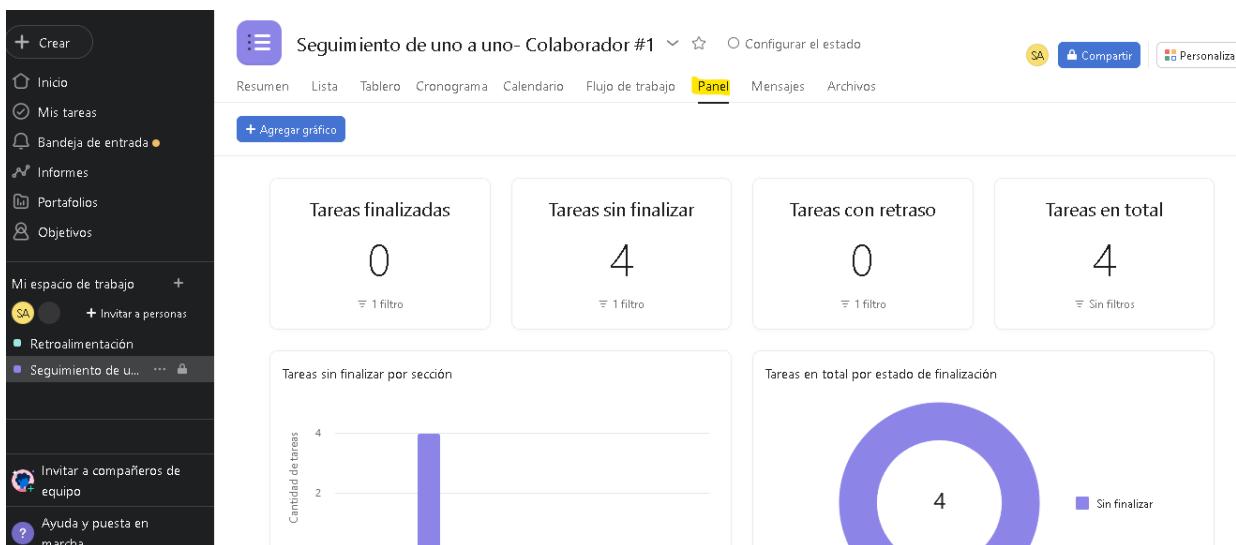 Crear
Inicio
Mis tareas
Bandeja de entrada
Informes
Portafolios
Objetivos
Mi espacio de trabajo +
SA
+ Invitar a personas
Retroalimentación
Seguimiento de u... ···
Invitar a compañeros de
equipo
? Ayuda y puesta en
marcha
Seguimiento de uno a uno- Colaborador #1
Configurar el estado
SA
Compartir
Personaliza
Resumen Lista Tablero Cronograma Calendario Flujo de trabajo Panel Mensajes Archivos
+ Agregar gráfico
Tareas finalizadas
0
1 filtro
Tareas sin finalizar
4
1 filtro
Tareas con retraso
0
1 filtro
Tareas en total
4
Sin filtros
Tareas sin finalizar por sección
Cantidad de tareas
4
2
Tareas en total por estado de finalización
4
Sin finalizar